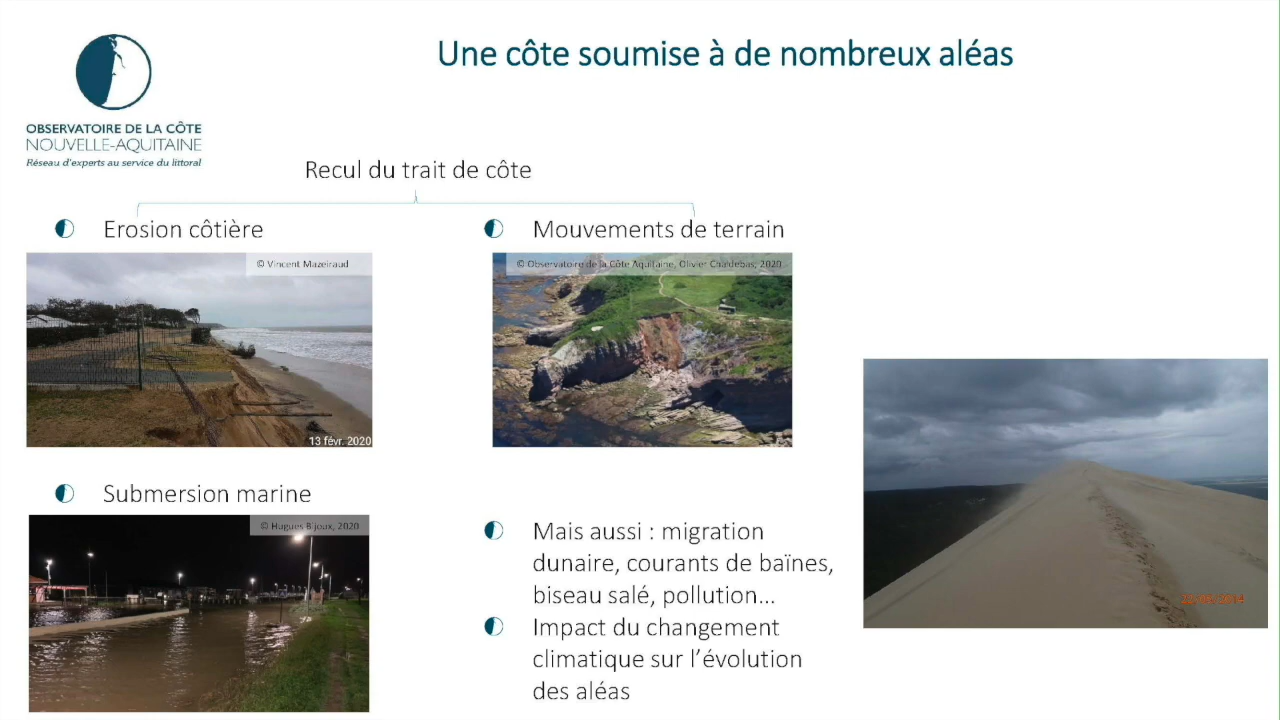 Une côte soumise à de nombreux aléas
OBSERVATOIRE DE LA CÔTE
NOUVELLE-AQUITAINE
Réseau d'experts au service du littoral
Recul du trait de côte
Erosion côtière
© Vincent Mazeiraud
13 févr. 2020
Mouvements de terrain
© Observatoire de la Côte Aquitaine, Olivier Chardebas, 2020
Submersion marine
© Hugues Bijoux, 2020
Mais aussi : migration
dunaire, courants de baïnes,
biseau salé, pollution…
Impact du changement
climatique sur l'évolution
des aléas